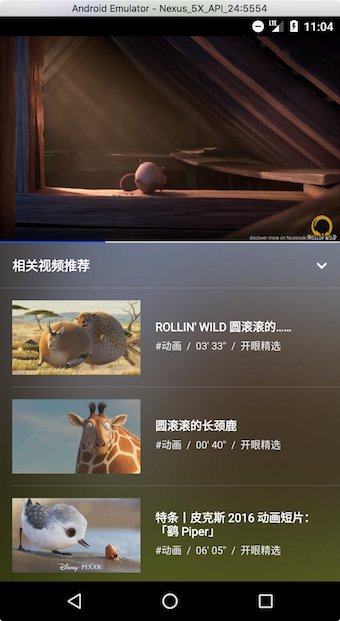 Android Emulator - Nexus_5X_API_24:5554
LTE 11:04
discover more on facebook/ROLLIN'WILD
相关视频推荐
ROLLIN' WILD 圆滚滚的……
#动画 / 03' 33" / 开眼精选
圆滚滚的长颈鹿
#动画 / 00' 40" / 开眼精选
特条丨皮克斯 2016 动画短片：
「鹬 Piper」
#动画 / 06' 05" / 开眼精选
Disney PIXAR